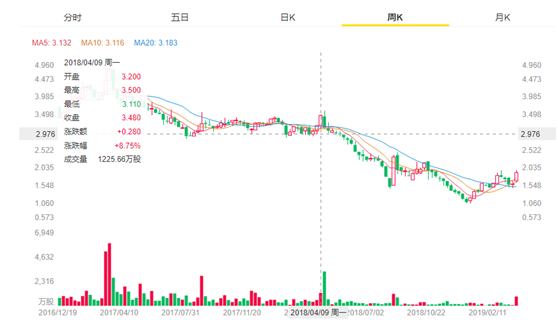 分时 五日 日K 周K 月K
MA5: 3.132 MA10: 3.116 MA20: 3.183
2018/04/09 周一
开盘 3.200
最高 3.500
最低 3.110
收盘 3.480
涨跌额 +0.280
涨跌幅 +8.75%
成交量 1225.66万股
4.960 4.960
4.473 4.473
3.985 3.985
3.498 3.498
2.976 2.976
2.522 2.522
2.035 2.035
1.548 1.548
1.060 1.060
0.573 0.573
6,949
4,632
2,316
万股
2016/12/19 2017/04/10 2017/07/31 2017/11/20 2018/04/09 周一 2018/07/02 2018/10/22 2019/02/11